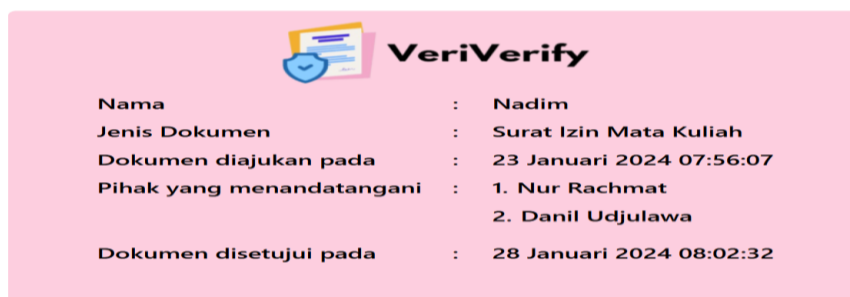 VeriVerify
Nama : Nadim
Jenis Dokumen : Surat Izin Mata Kuliah
Dokumen diajukan pada : 23 Januari 2024 07:56:07
Pihak yang menandatangani : 1. Nur Rachmat
2. Danil Udjulawa
Dokumen disetujui pada : 28 Januari 2024 08:02:32